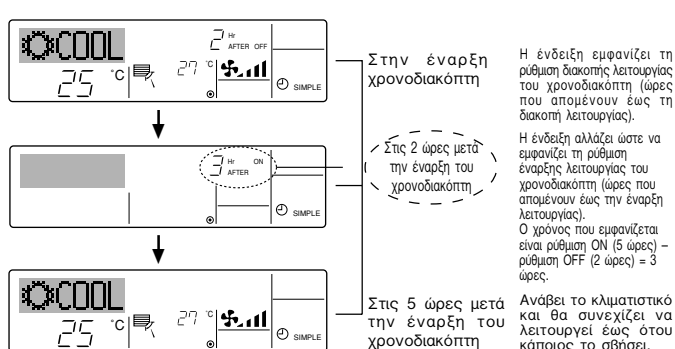 COOL
2 Hr
AFTER OFF
25 °C
27 °C
SIMPLE
Στην έναρξη
χρονοδιακόπτη
Η ένδειξη εμφανίζει τη
ρύθμιση διακοπής λειτουργίας
του χρονοδιακόπτη (ώρες
που απομένουν έως τη
διακοπή λειτουργίας).
3 Hr ON
AFTER
SIMPLE
Στις 2 ώρες μετά
την έναρξη του
χρονοδιακόπτη
Η ένδειξη αλλάζει ώστε να
εμφανίζει τη ρύθμιση
έναρξης λειτουργίας του
χρονοδιακόπτη (ώρες που
απομένουν έως την έναρξη
λειτουργίας).
Ο χρόνος που εμφανίζεται
είναι ρύθμιση ON (5 ώρες) –
ρύθμιση OFF (2 ώρες) = 3
ώρες.
COOL
25 °C
27 °C
SIMPLE
Στις 5 ώρες μετά
την έναρξη του
χρονοδιακόπτη
Ανάβει το κλιματιστικό
και θα συνεχίζει να
λειτουργεί έως ότου
κάποιος το σβήσει.